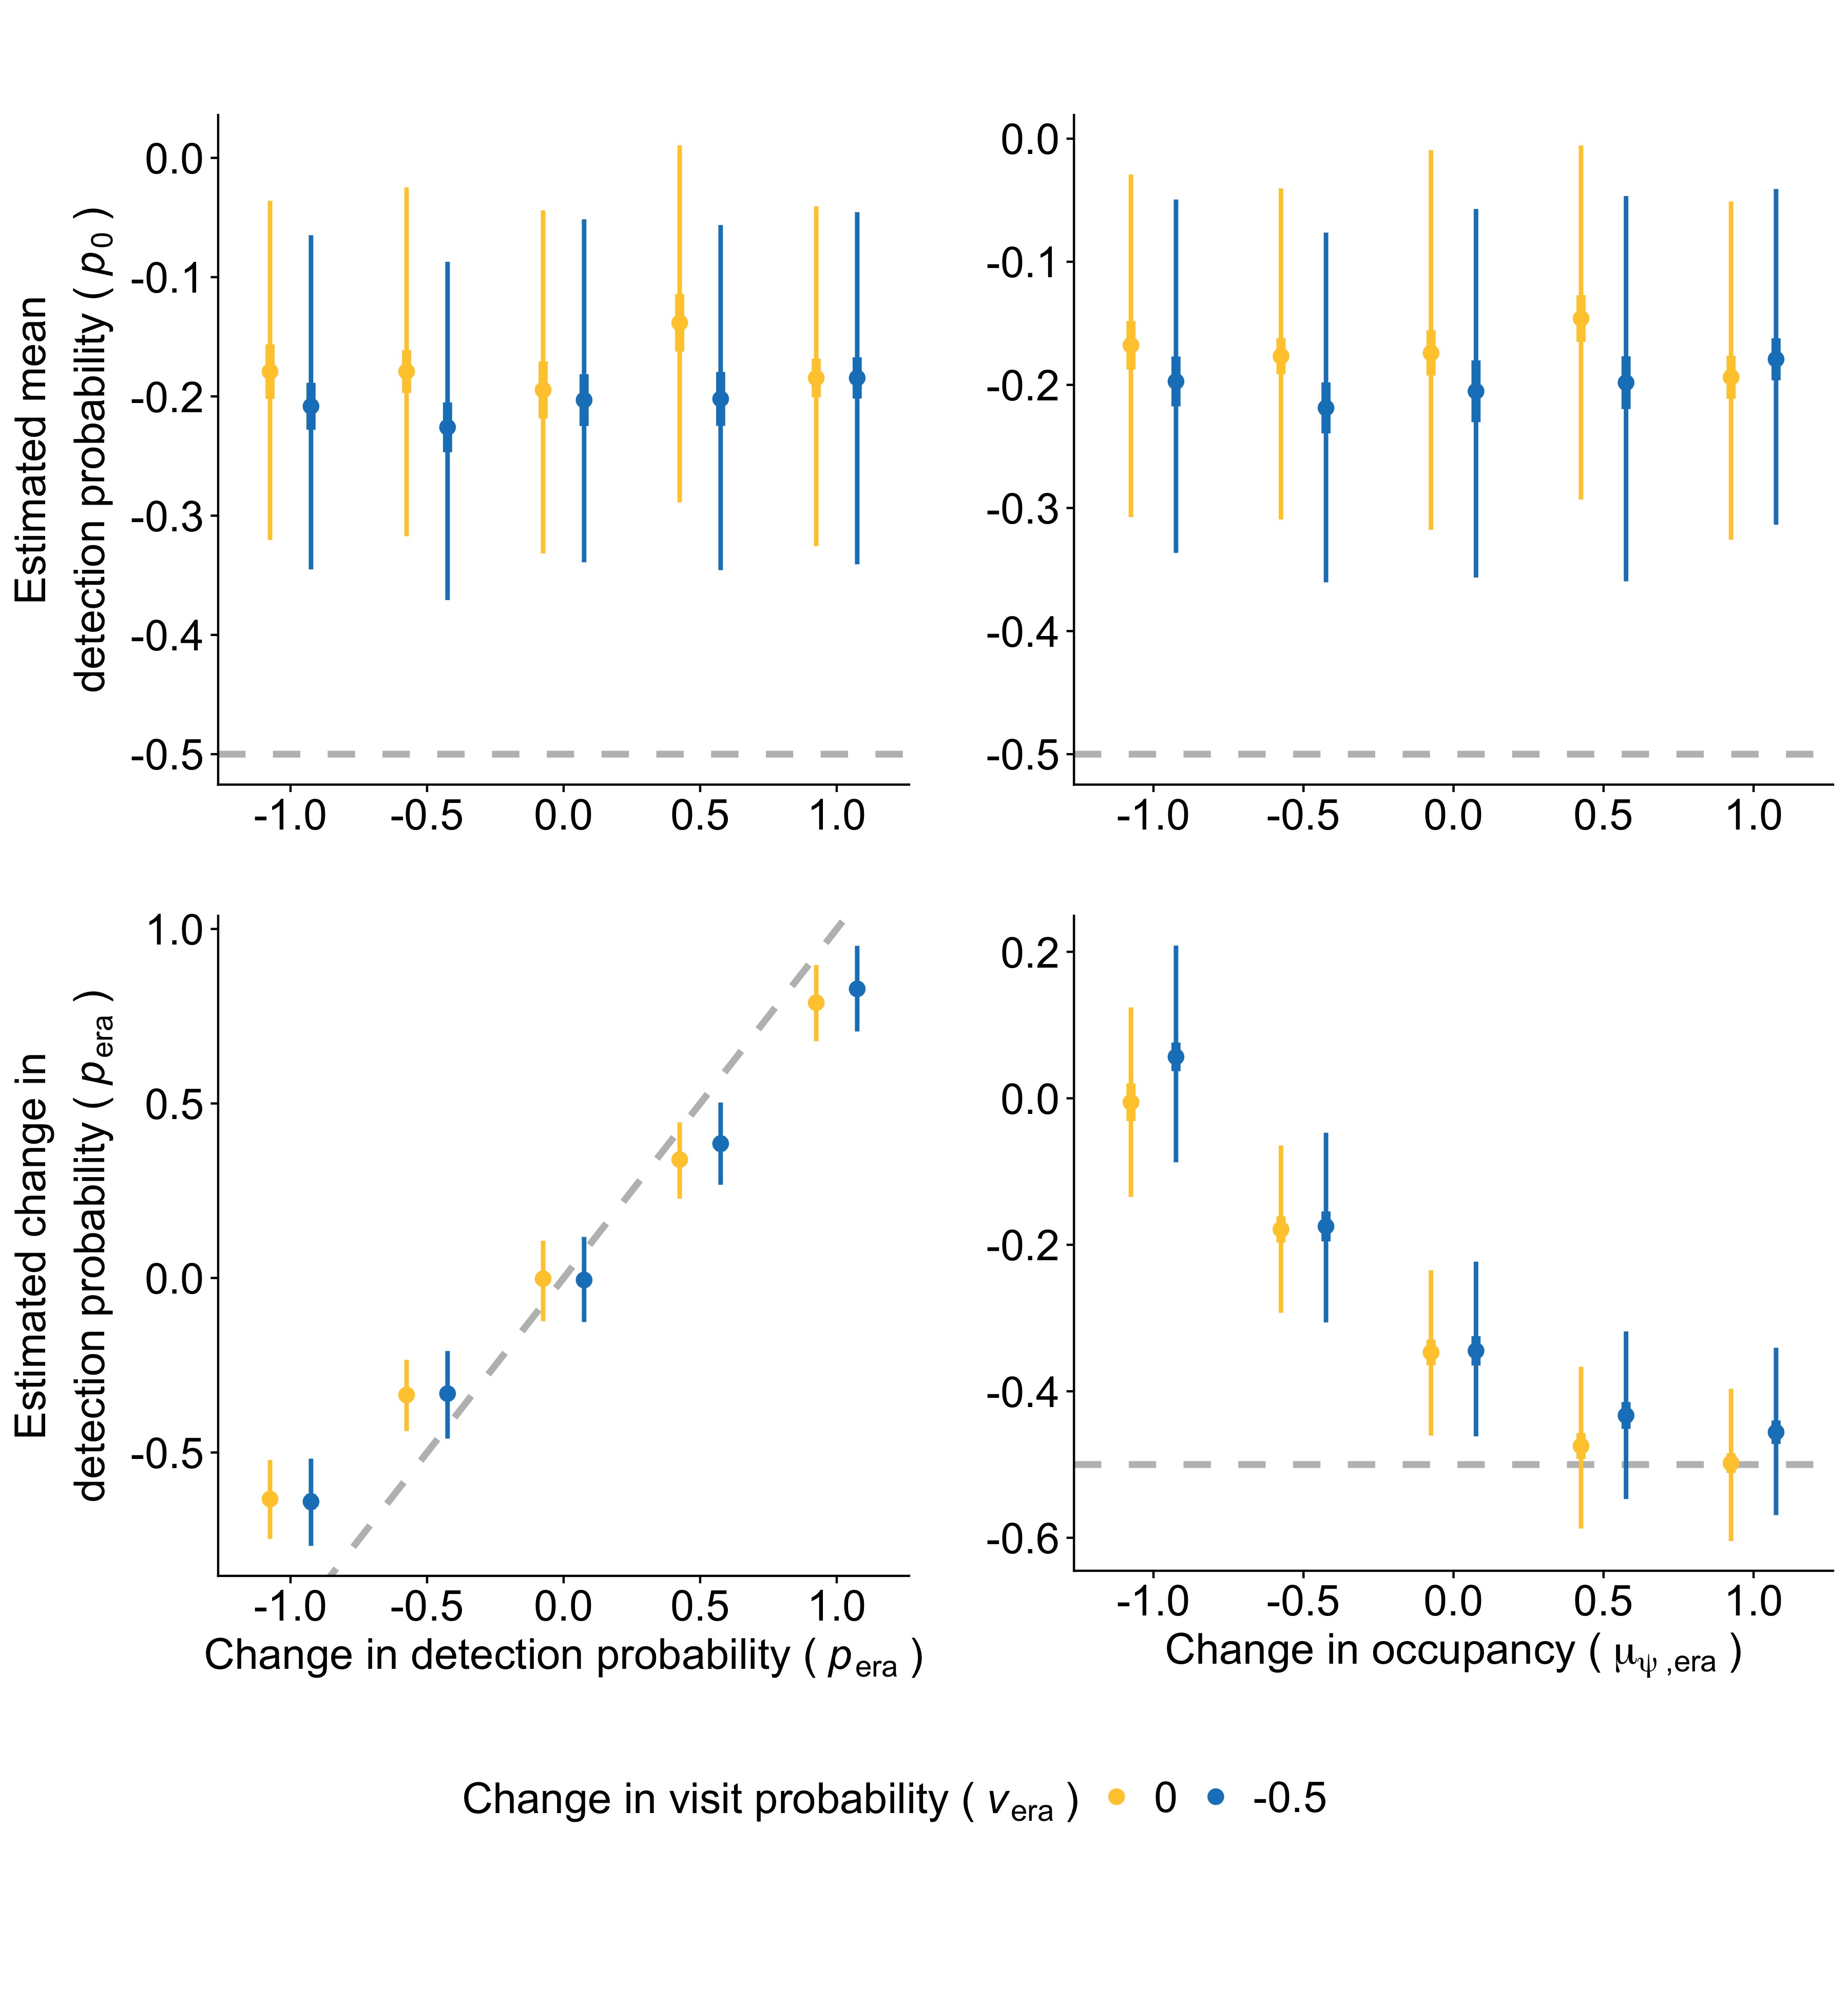 Estimated mean
detection probability ( p0 )
0.0
-0.1
-0.2
-0.3
-0.4
-0.5
-1.0 -0.5 0.0 0.5 1.0
0.0
-0.1
-0.2
-0.3
-0.4
-0.5
-1.0 -0.5 0.0 0.5 1.0
Estimated change in
detection probability ( pera )
1.0
0.5
0.0
-0.5
-1.0 -0.5 0.0 0.5 1.0
Change in detection probability ( pera )
0.2
0.0
-0.2
-0.4
-0.6
-1.0 -0.5 0.0 0.5 1.0
Change in occupancy ( μψ ,era )
Change in visit probability ( vera ) 0 -0.5